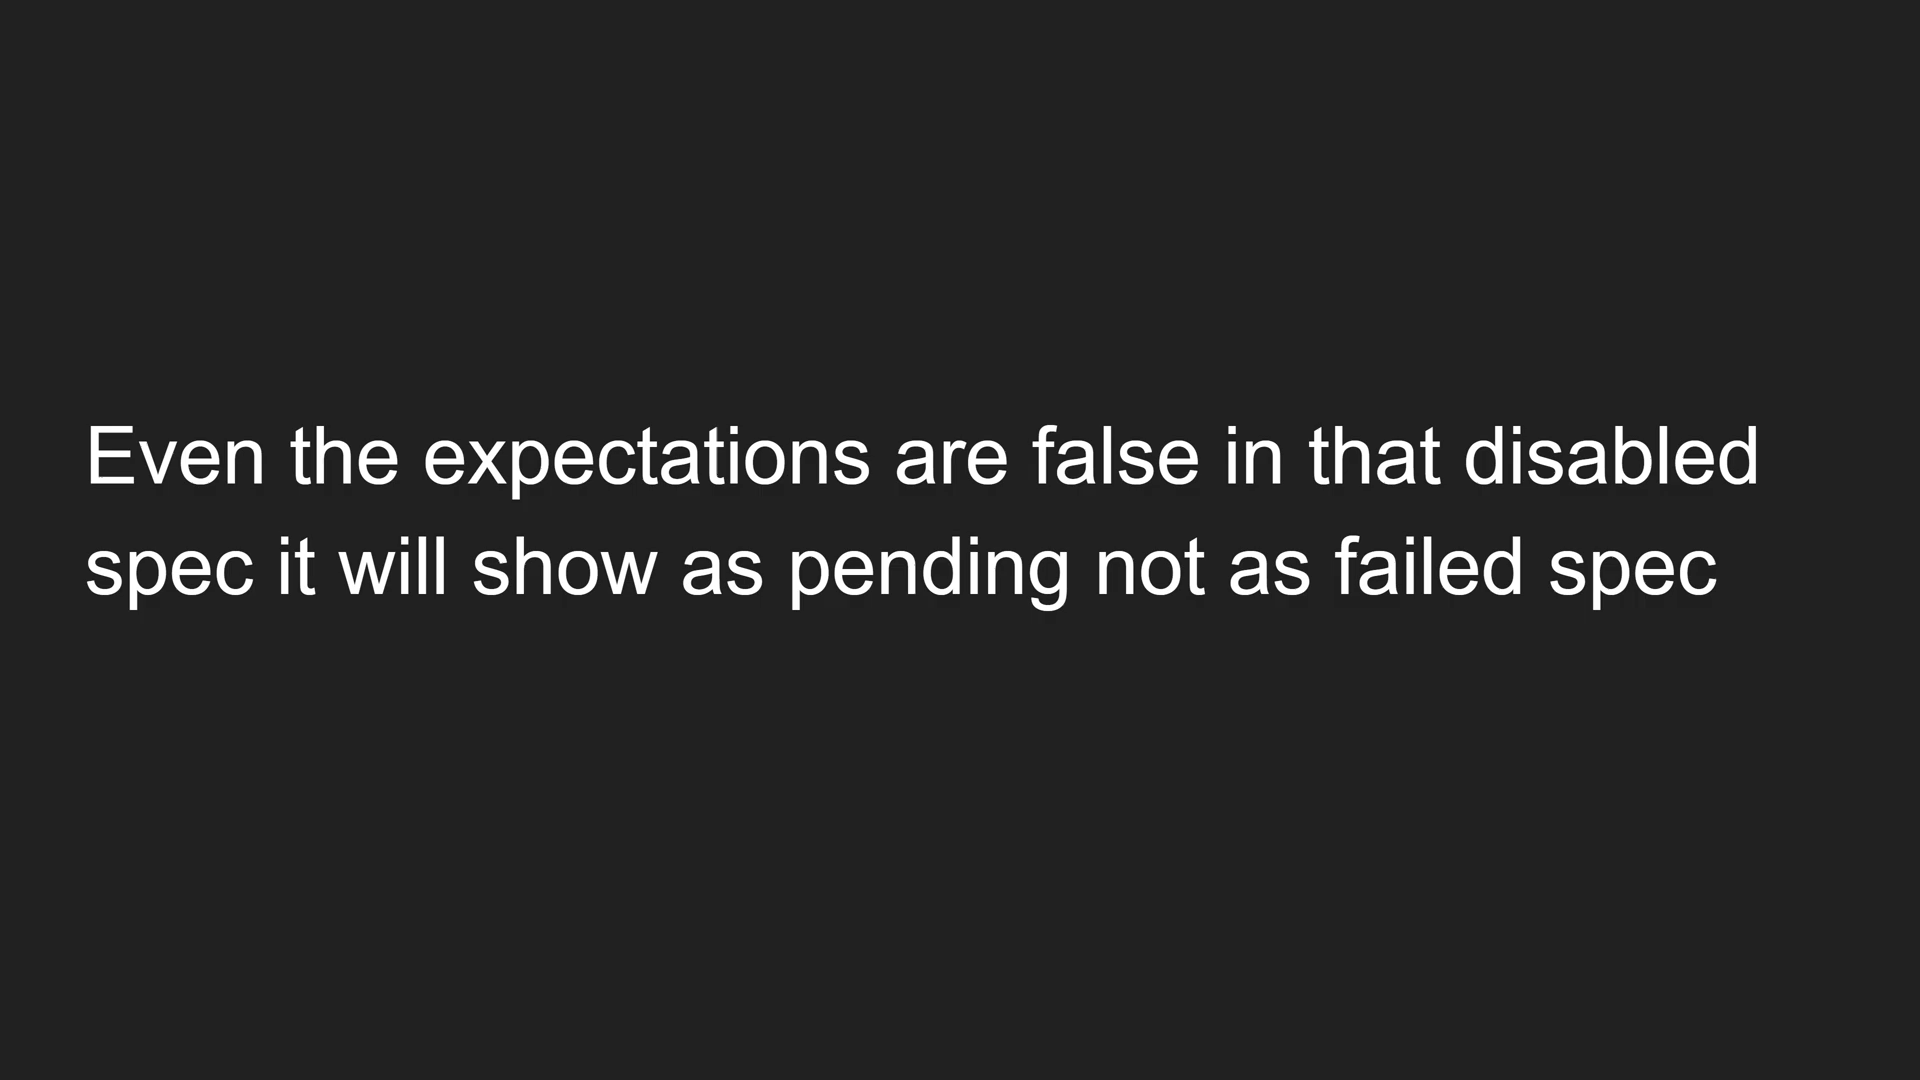 Even the expectations are false in that disabled
spec it will show as pending not as failed spec